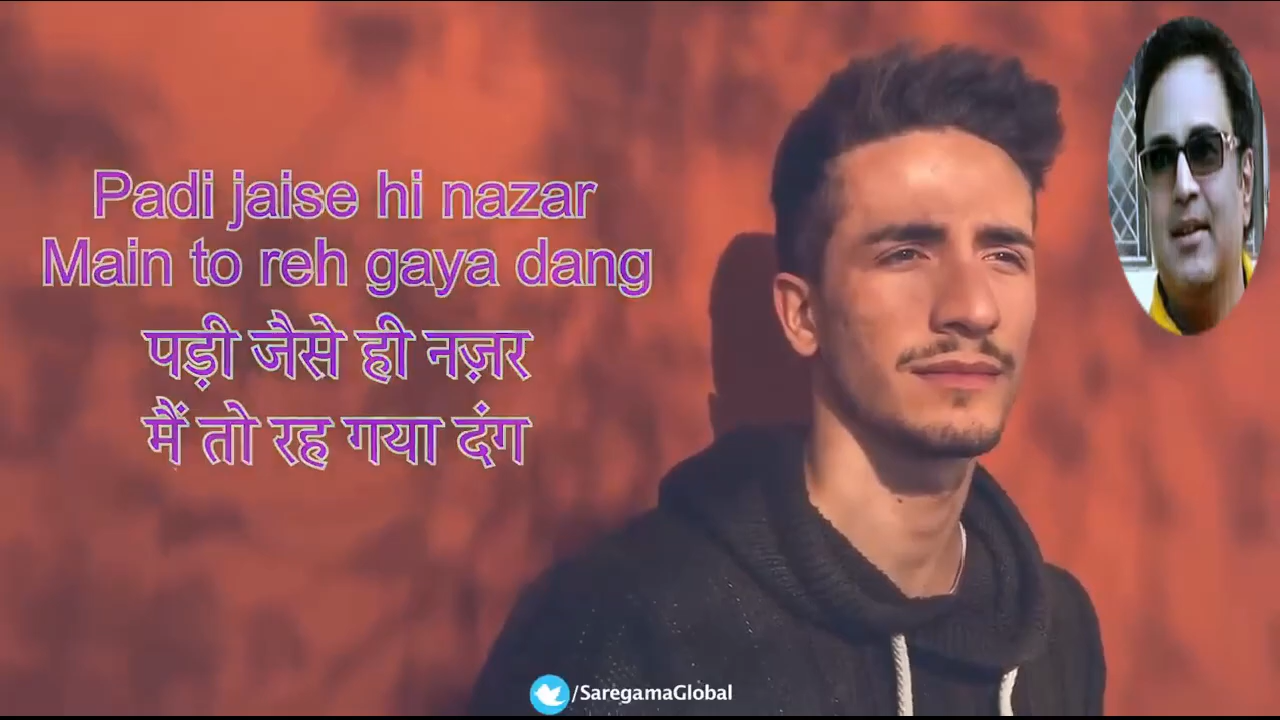 Padi jaise hi nazar
Main to reh gaya dang
पड़ी जैसे ही नज़र
मैं तो रह गया दंग
/SaregamaGlobal